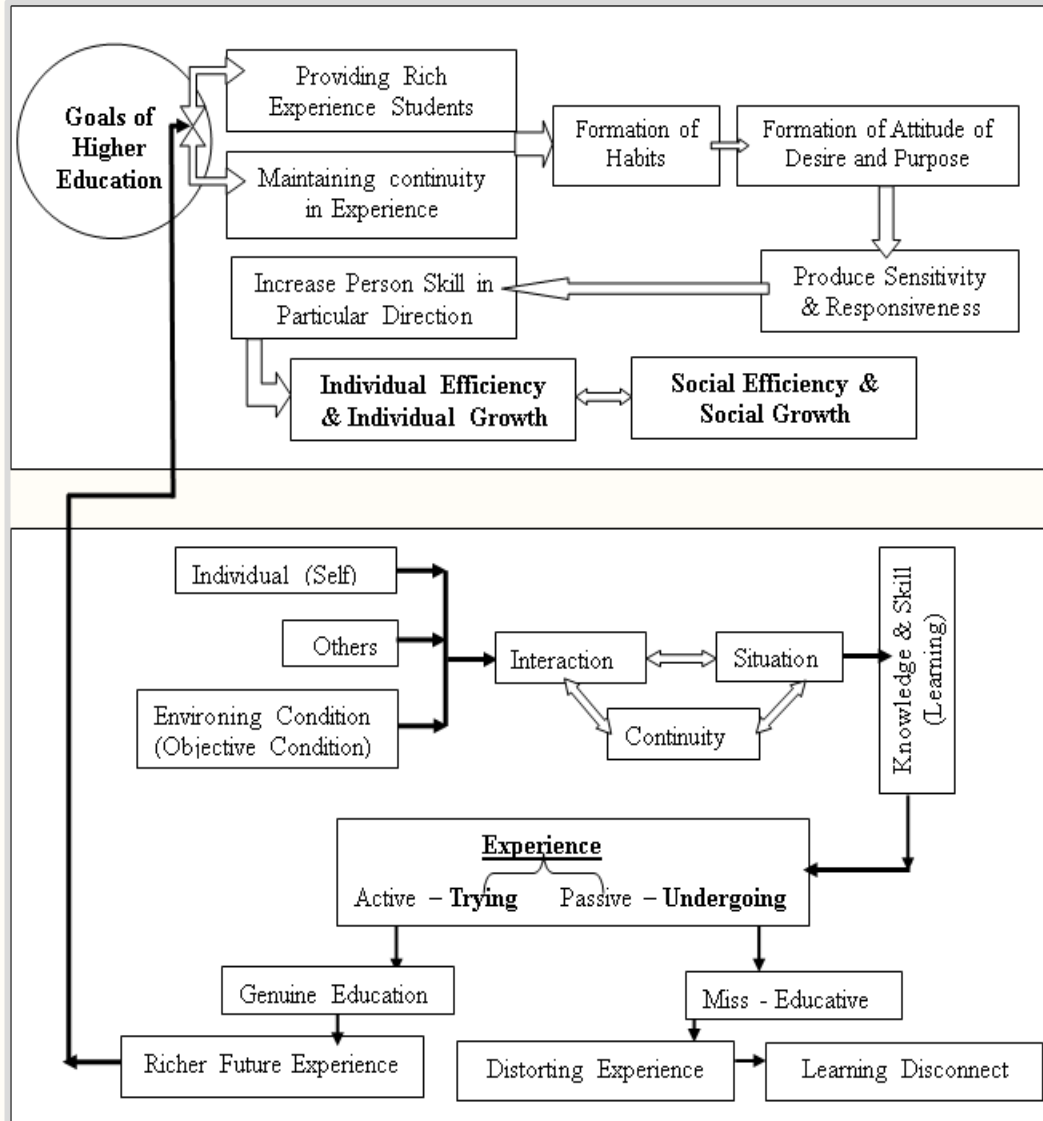 Goals of
Higher
Education
Providing Rich
Experience Students
Maintaining continuity
in Experience
Formation of
Habits
Formation of Attitude of
Desire and Purpose
Increase Person Skill in
Particular Direction
Produce Sensitivity
& Responsiveness
Individual Efficiency
& Individual Growth
Social Efficiency &
Social Growth
Individual (Self)
Others
Environing Condition
(Objective Condition)
Interaction
Situation
Continuity
Knowledge & Skill
(Learning)
Experience
Active – Trying Passive – Undergoing
Genuine Education
Miss - Educative
Richer Future Experience
Distorting Experience
Learning Disconnect